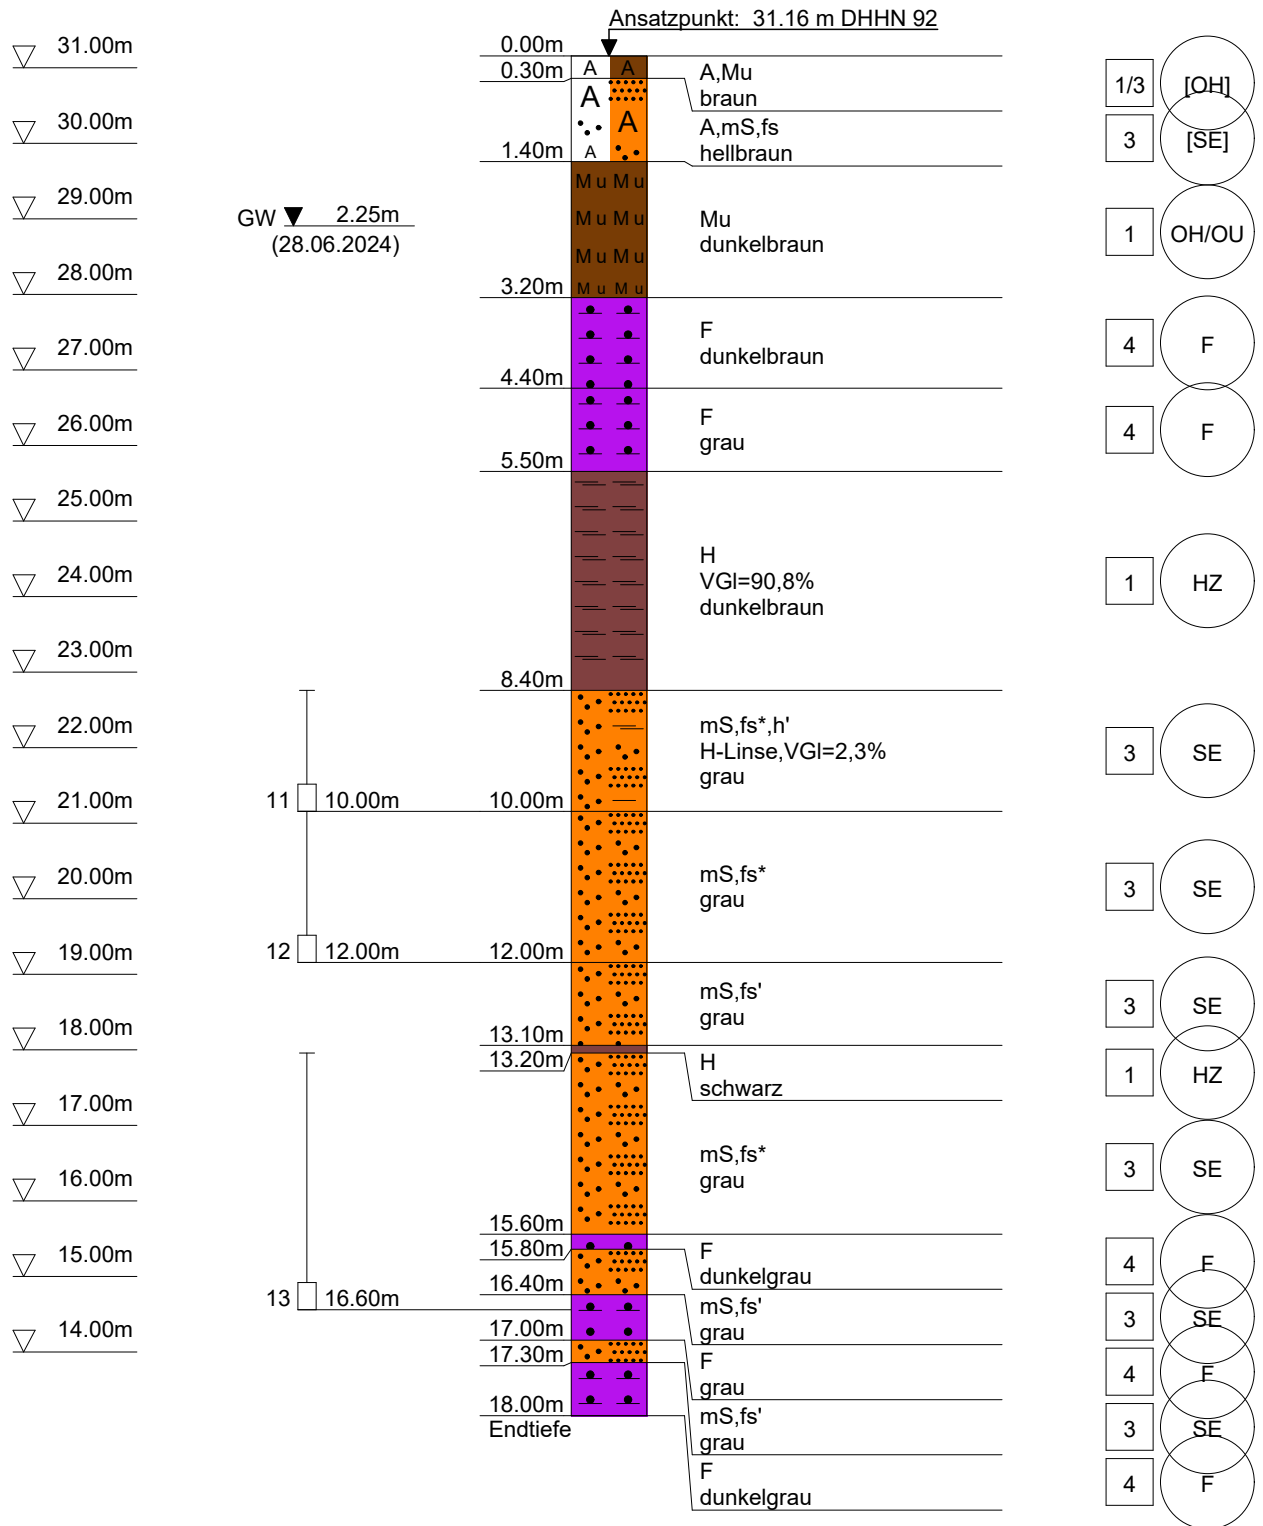 Ansatzpunkt: 31.16 m DHHN 92
31.00m
0.00m
0.30m
A A
A,Mu
braun
1/3 [OH]
A
A
A
30.00m
A,mS,fs
hellbraun
3 [SE]
1.40m
M u M u
29.00m
GW 2.25m
(28.06.2024)
M u M u
Mu
dunkelbraun
1 OH/OU
M u M u
28.00m
3.20m
M u M u
27.00m
F
dunkelbraun
4 F
4.40m
26.00m
F
grau
4 F
5.50m
25.00m
24.00m
H
VGl=90,8%
dunkelbraun
1 HZ
23.00m
8.40m
22.00m
mS,fs*,h'
H-Linse,VGl=2,3%
grau
3 SE
21.00m
11 10.00m
10.00m
20.00m
mS,fs*
grau
3 SE
19.00m
12 12.00m
12.00m
mS,fs'
grau
3 SE
18.00m
13.10m
13.20m
H
schwarz
1 HZ
17.00m
mS,fs*
grau
3 SE
16.00m
15.60m
15.80m
15.00m
F
dunkelgrau
4 F
16.40m
13 16.60m
mS,fs'
grau
3 SE
14.00m
17.00m
17.30m
F
grau
4 F
18.00m
Endtiefe
mS,fs'
grau
3 SE
F
dunkelgrau
4 F